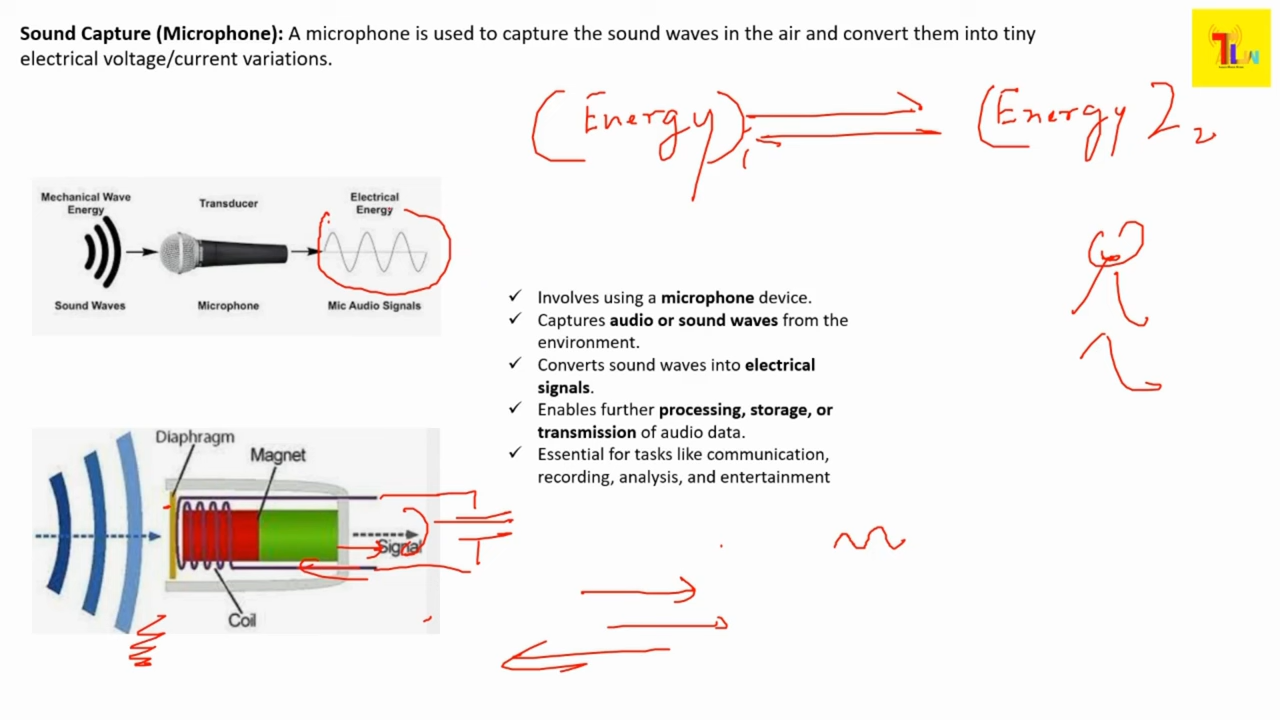 Sound Capture (Microphone): A microphone is used to capture the sound waves in the air and convert them into tiny
electrical voltage/current variations.
(Energy)₁
(Energy)₂
Mechanical Wave
Energy
Transducer
Electrical
Energy
Sound Waves
Microphone
Mic Audio Signals
✓ Involves using a microphone device.
✓ Captures audio or sound waves from the
environment.
✓ Converts sound waves into electrical
signals.
✓ Enables further processing, storage, or
transmission of audio data.
✓ Essential for tasks like communication,
recording, analysis, and entertainment
Diaphragm
Magnet
Signal
Coil